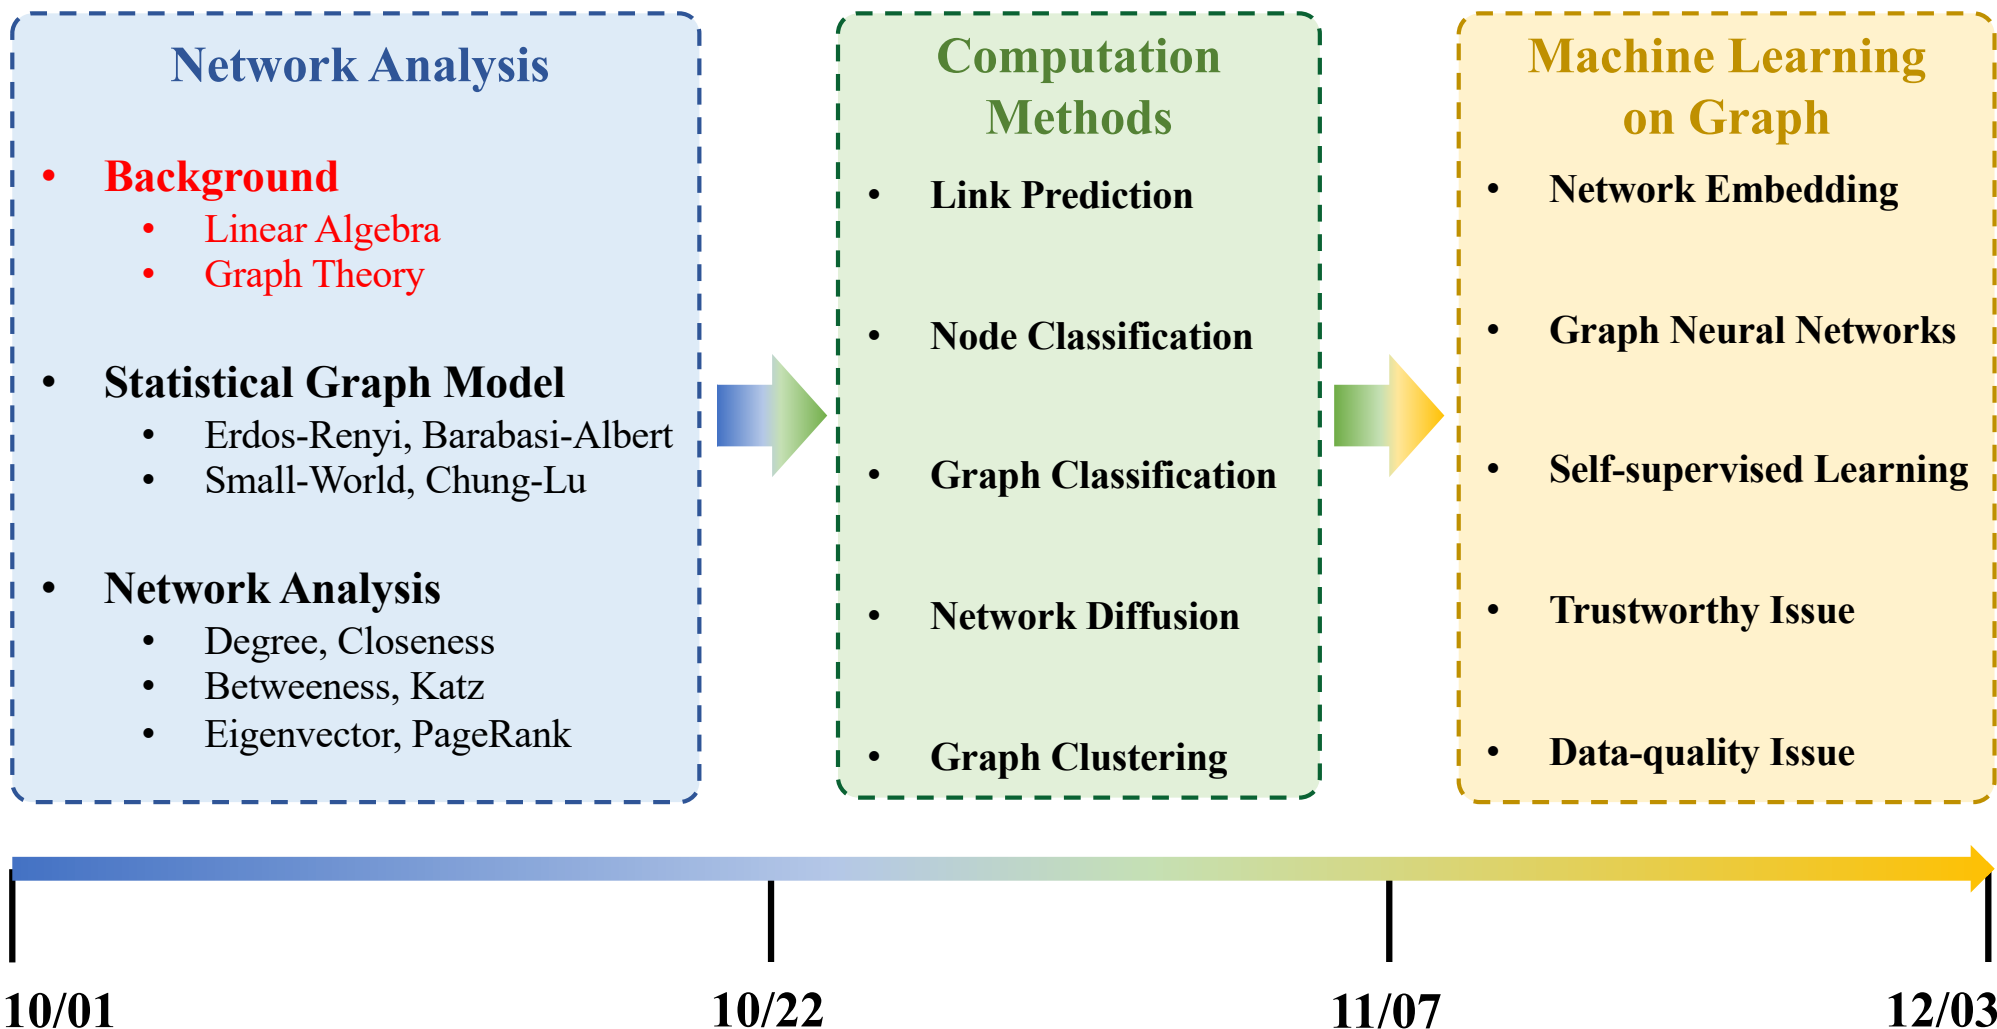 Network Analysis
• Background
• Linear Algebra
• Graph Theory
• Statistical Graph Model
• Erdos-Renyi, Barabasi-Albert
• Small-World, Chung-Lu
• Network Analysis
• Degree, Closeness
• Betweeness, Katz
• Eigenvector, PageRank
Computation
Methods
• Link Prediction
• Node Classification
• Graph Classification
• Network Diffusion
• Graph Clustering
Machine Learning
on Graph
• Network Embedding
• Graph Neural Networks
• Self-supervised Learning
• Trustworthy Issue
• Data-quality Issue
10/01
10/22
11/07
12/03